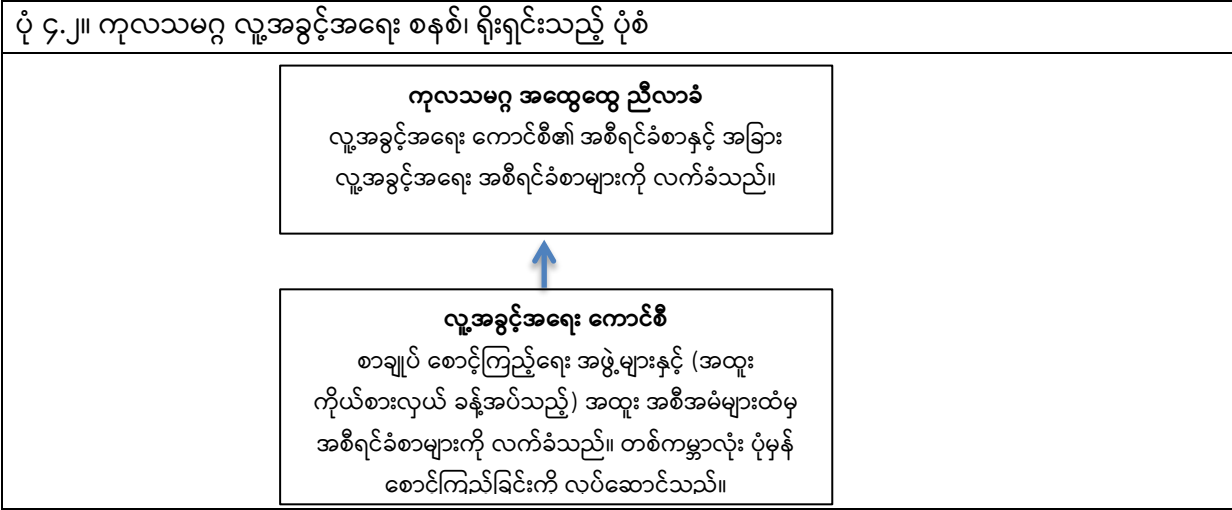 ပုံ ၄.၂။ ကုလသမဂ္ဂ လူ့အခွင့်အရေး စနစ်၊ ရိုးရှင်းသည့် ပုံစံ
ကုလသမဂ္ဂ အထွေထွေ ညီလာခံ
လူ့အခွင့်အရေး ကောင်စီ၏ အစီရင်ခံစာနှင့် အခြား
လူ့အခွင့်အရေး အစီရင်ခံစာများကို လက်ခံသည်။
လူ့အခွင့်အရေး ကောင်စီ
စာချုပ် စောင့်ကြည့်ရေး အဖွဲ့များနှင့် (အထူး
ကိုယ်စားလှယ် ခန့်အပ်သည့်) အထူး အစီအမံများထံမှ
အစီရင်ခံစာများကို လက်ခံသည်။ တစ်ကမ္ဘာလုံး ပုံမှန်
စောင့်ကြည့်ခြင်းကို လုပ်ဆောင်သည်။